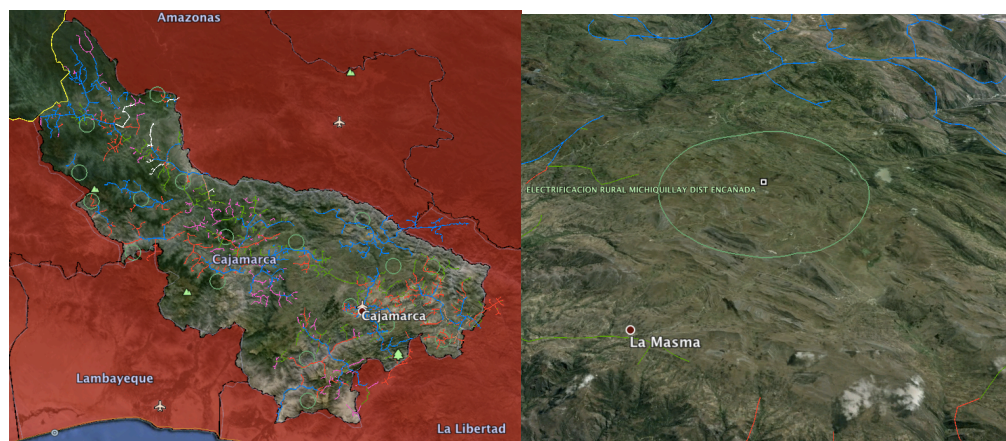 Amazonas
Cajamarca
Cajamarca
Lambayeque
La Libertad
ELECTRIFICACION RURAL MICHIQUILLAY DIST ENCANADA
La Masma